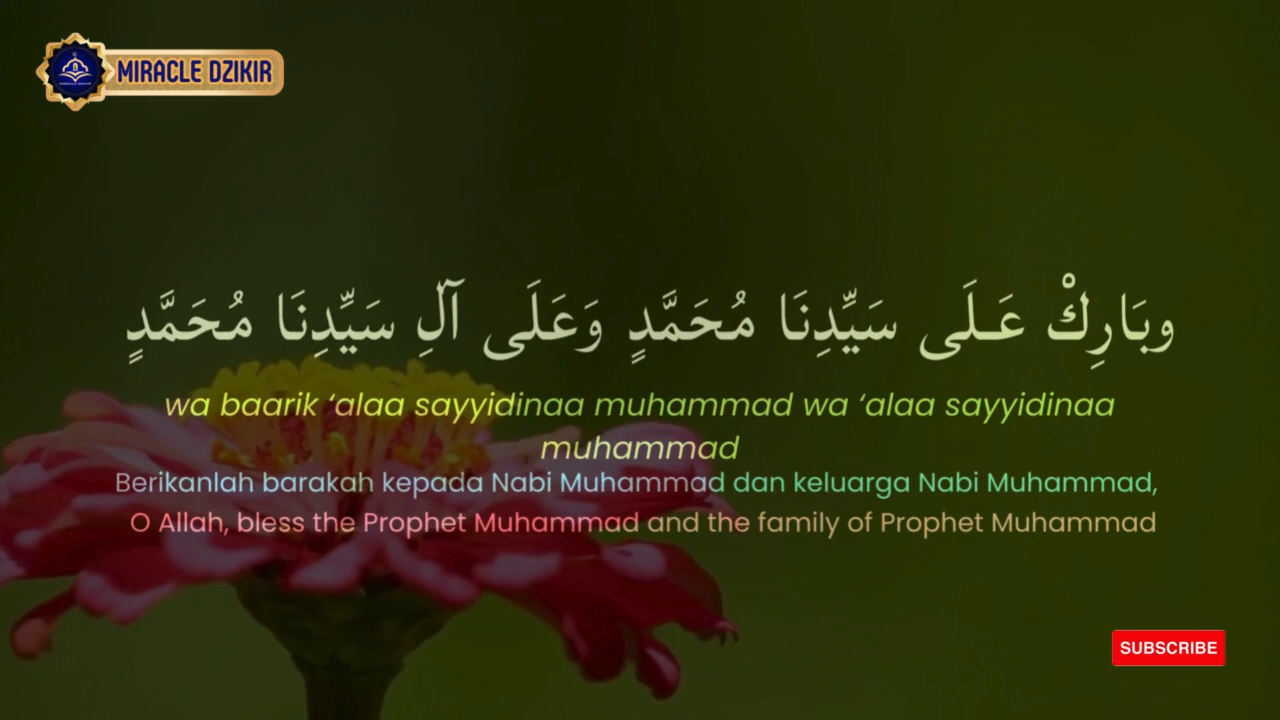 MIRACLE DZIKIR
وبَارِكْ عَـلَى سَيِّدِنَا مُحَمَّدٍ وَعَلَى آلِ سَيِّدِنَا مُحَمَّدٍ
wa baarik ‘alaa sayyidinaa muhammad wa ‘alaa sayyidinaa
muhammad
Berikanlah barakah kepada Nabi Muhammad dan keluarga Nabi Muhammad,
O Allah, bless the Prophet Muhammad and the family of Prophet Muhammad
SUBSCRIBE